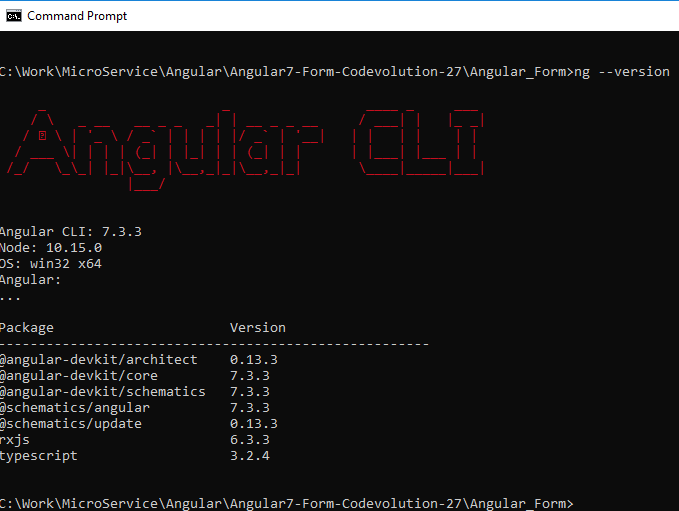 Command Prompt
C:\Work\MicroService\Angular\Angular7-Form-Codevolution-27\Angular_Form>ng --version
Angular CLI
Angular CLI: 7.3.3
Node: 10.15.0
OS: win32 x64
Angular:
...
Package Version
------------------------------------------------------
@angular-devkit/architect 0.13.3
@angular-devkit/core 7.3.3
@angular-devkit/schematics 7.3.3
@schematics/angular 7.3.3
@schematics/update 0.13.3
rxjs 6.3.3
typescript 3.2.4
C:\Work\MicroService\Angular\Angular7-Form-Codevolution-27\Angular_Form>